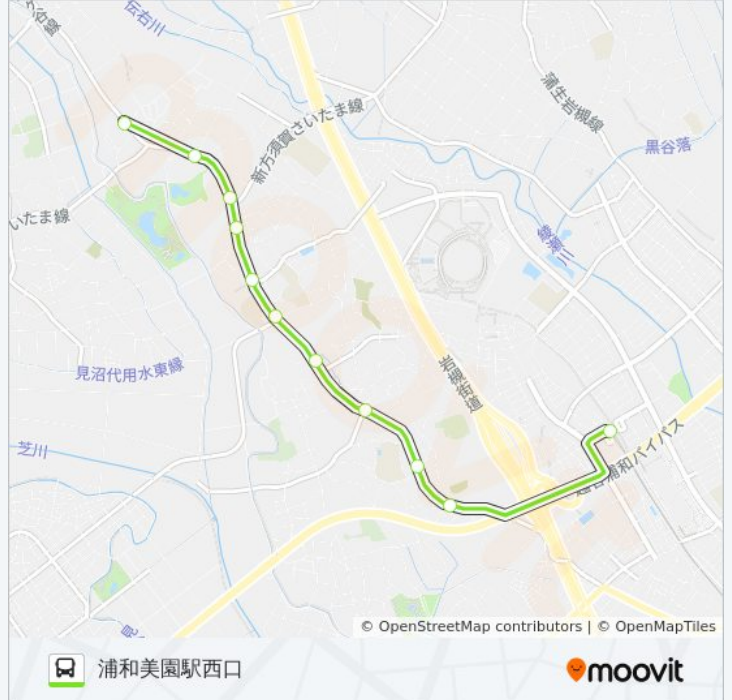 伝右川
新方須賀さいたま線
蒲生岩槻線
黒谷落
綾瀬川
いたま線
見沼代用水東縁
岩槻街道
芝川
越谷浦和バイパス
© OpenStreetMap contributors | © OpenMapTiles
浦和美園駅西口
moovit